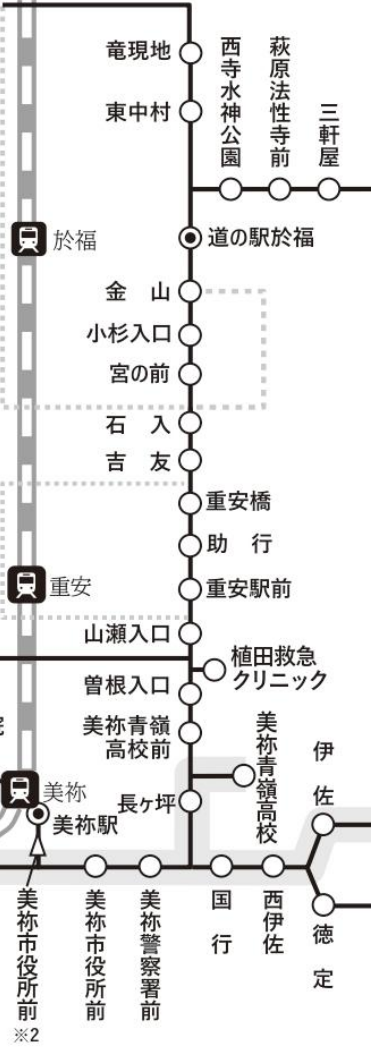 竜現地
東中村
西寺水神公園
萩原法性寺前
三軒屋
於福
道の駅於福
金山
小杉入口
宮の前
石入
吉友
重安橋
助行
重安
重安駅前
山瀬入口
植田救急
クリニック
曽根入口
美祢青嶺
高校前
美祢青嶺高校
伊佐
美祢
長ヶ坪
美祢駅
美祢市役所前
※2
美祢市役所前
美祢警察署前
国行
西伊佐
徳定